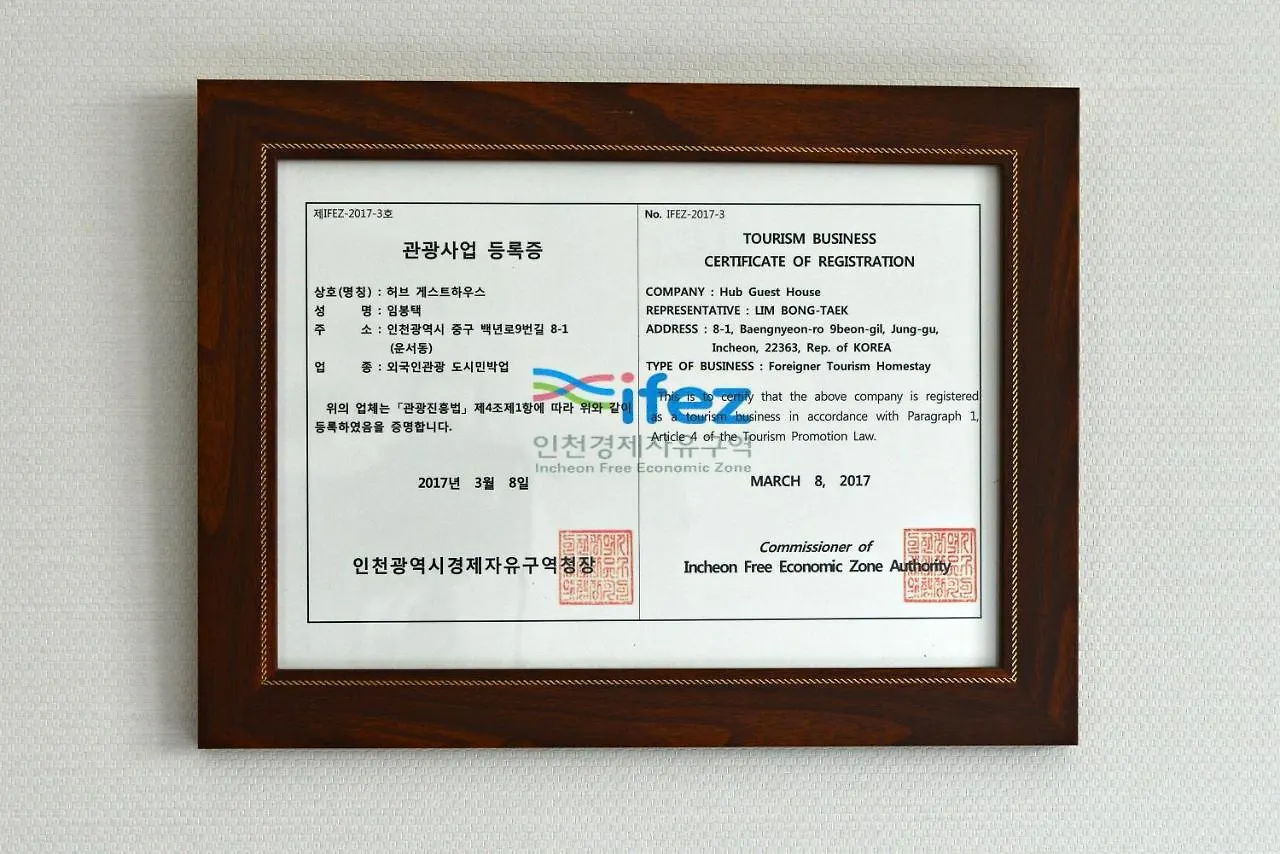 제IFEZ-2017-3호
관광사업 등록증
상호(명칭) : 허브 게스트하우스
성 명 : 임봉택
주 소 : 인천광역시 중구 백년로9번길 8-1
(운서동)
업 종 : 외국인관광 도시민박업
위의 업체는 「관광진흥법」 제4조제1항에 따라 위와 같이
등록하였음을 증명합니다.
2017년 3월 8일
인천광역시경제자유구역청장
ifez
인천경제자유구역
Incheon Free Economic Zone
No. IFEZ-2017-3
TOURISM BUSINESS
CERTIFICATE OF REGISTRATION
COMPANY : Hub Guest House
REPRESENTATIVE : LIM BONG-TAEK
ADDRESS : 8-1, Baengnyeon-ro 9beon-gil, Jung-gu,
Incheon, 22363, Rep. of KOREA
TYPE OF BUSINESS : Foreigner Tourism Homestay
This is to certify that the above company is registered
as a tourism business in accordance with Paragraph 1,
Article 4 of the Tourism Promotion Law.
MARCH 8, 2017
Commissioner of
Incheon Free Economic Zone Authority